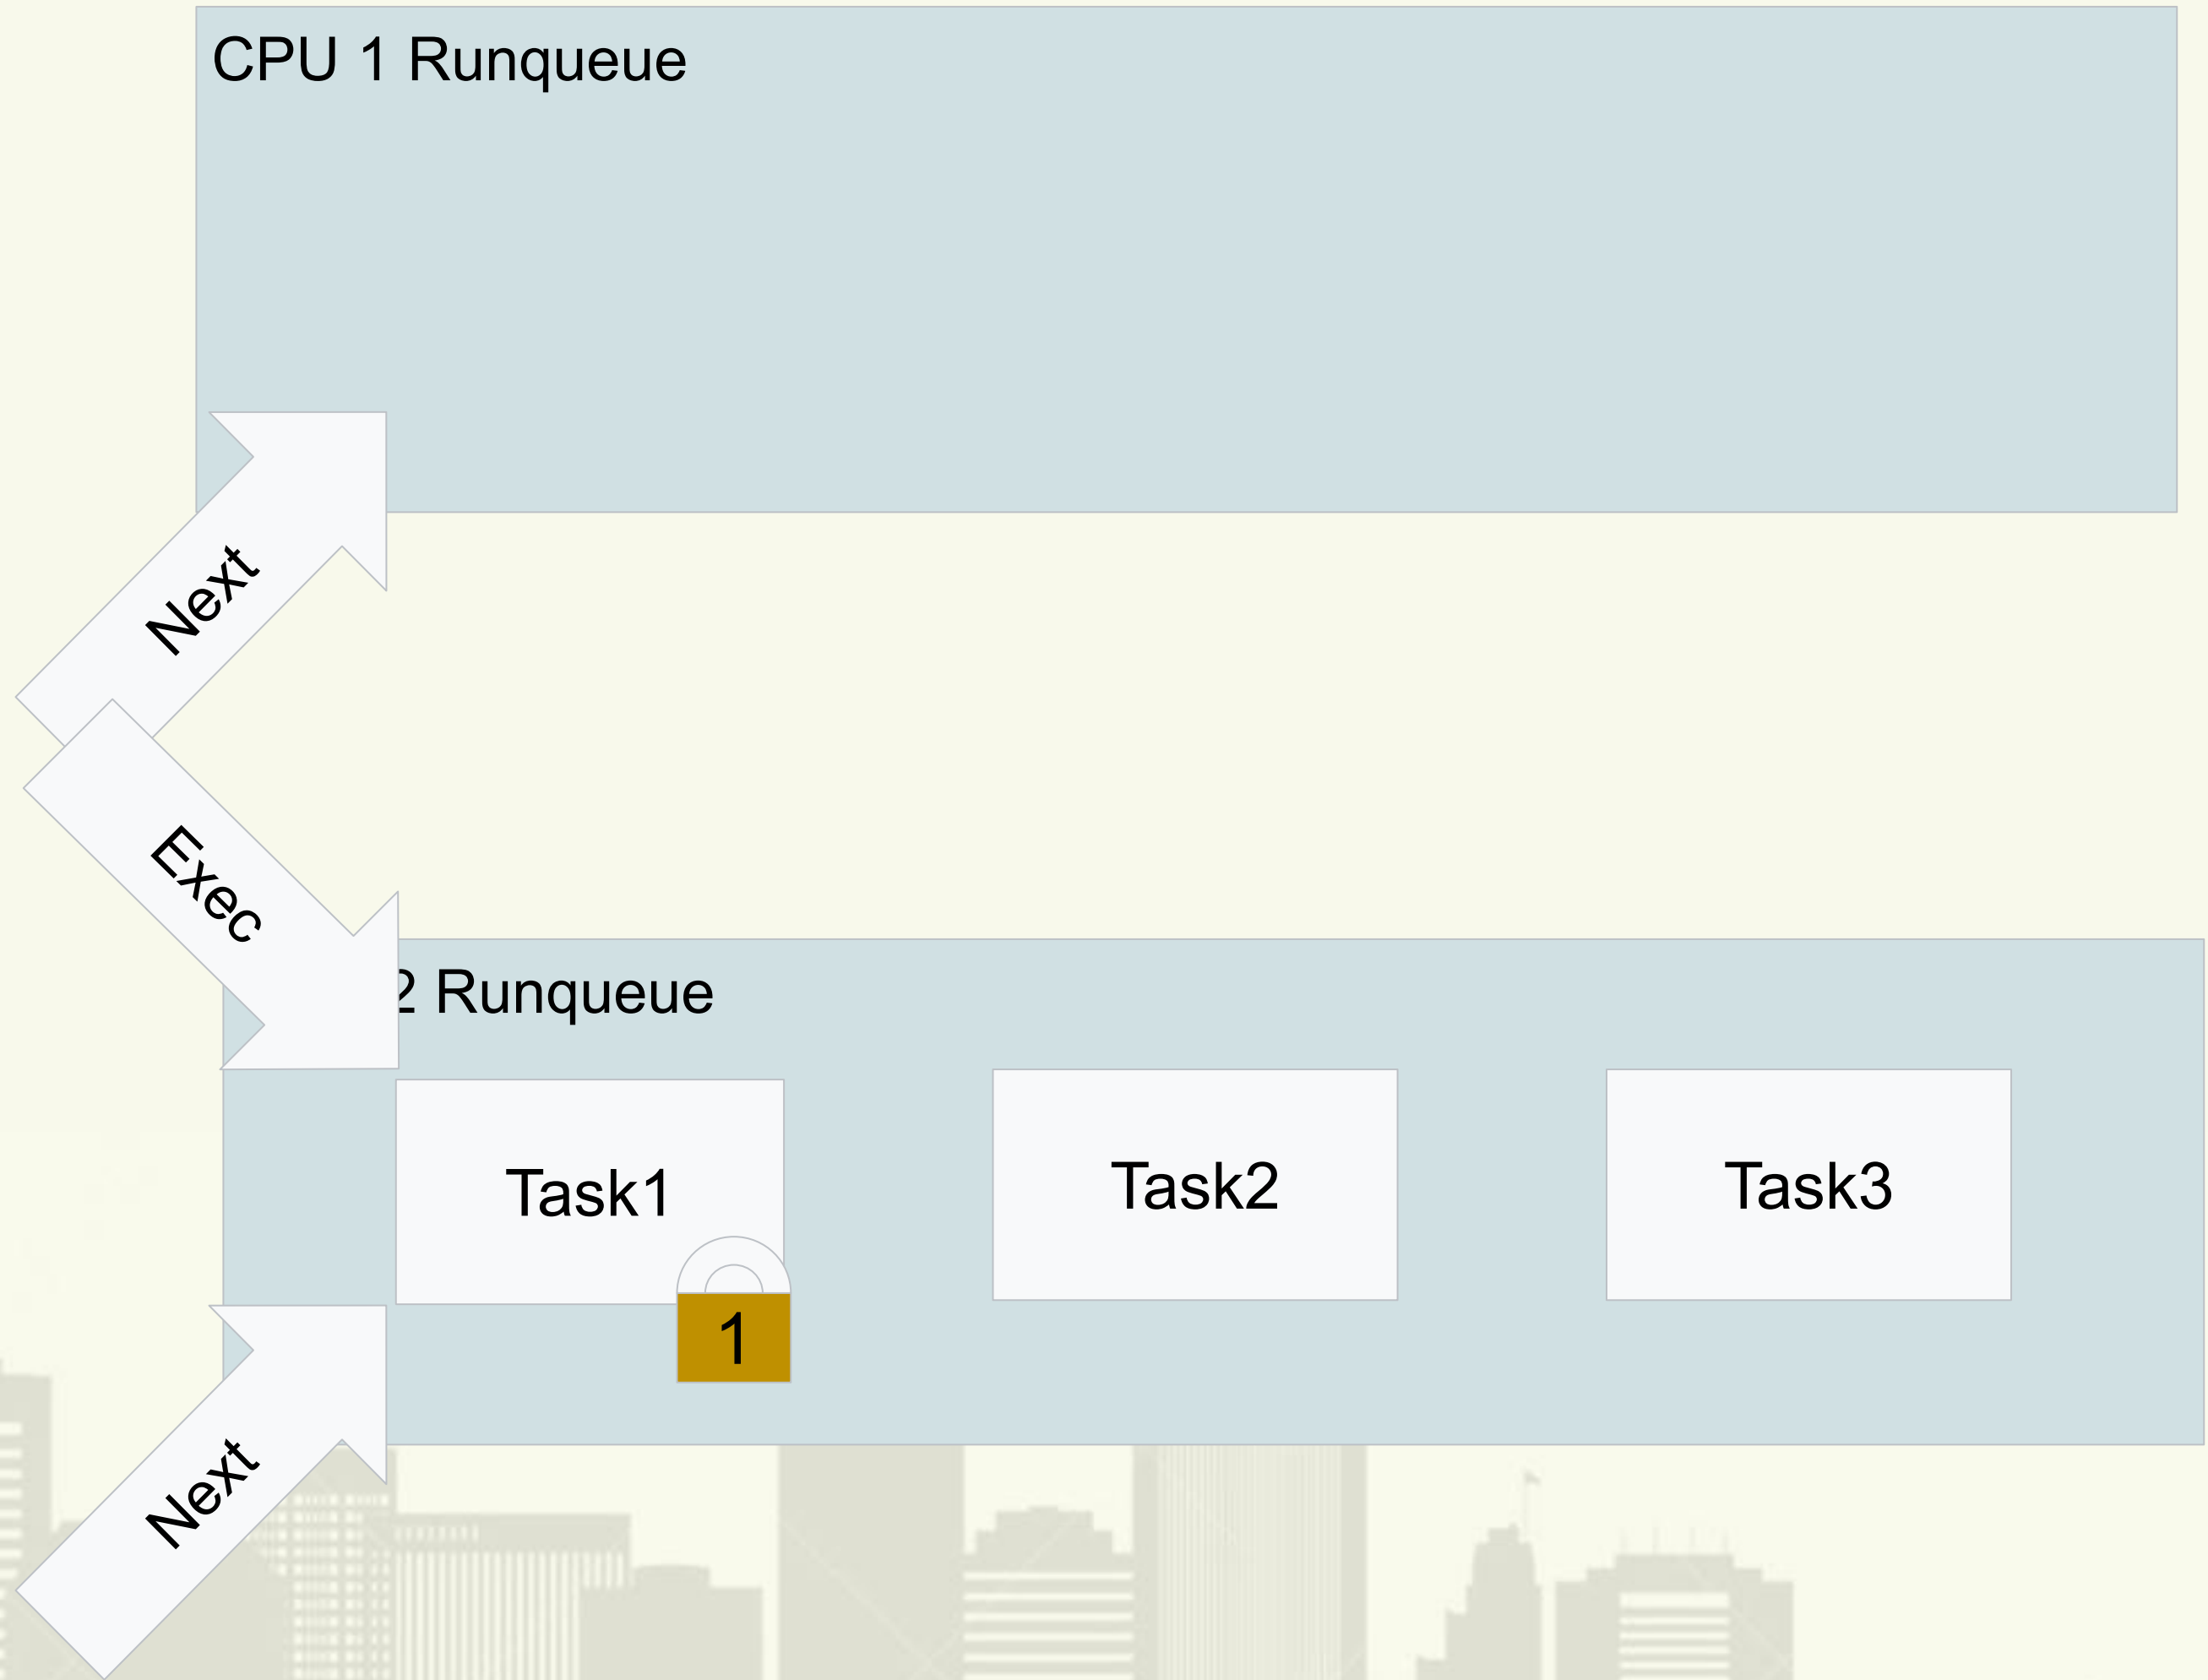 CPU 1 Runqueue
Next
Exec
2 Runqueue
Task1
Task2
Task3
1
Next